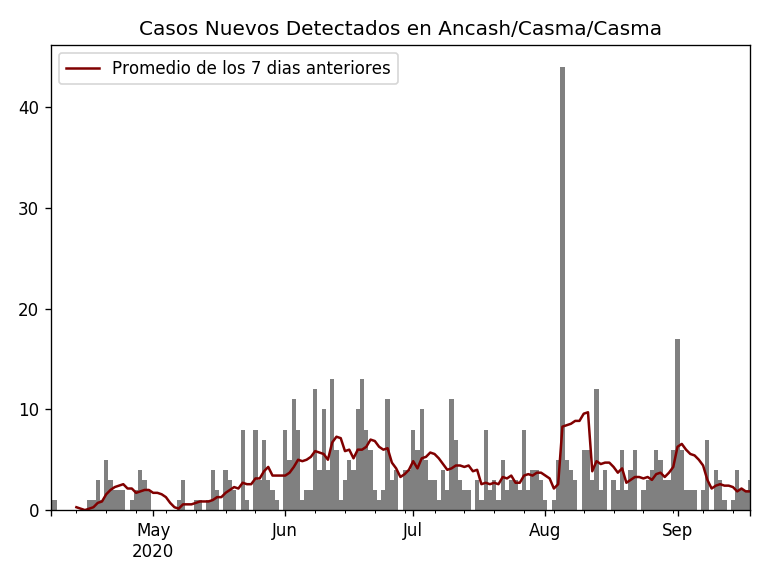 Casos Nuevos Detectados en Ancash/Casma/Casma
Promedio de los 7 dias anteriores
40
30
20
10
0
May Jun Jul Aug Sep
2020